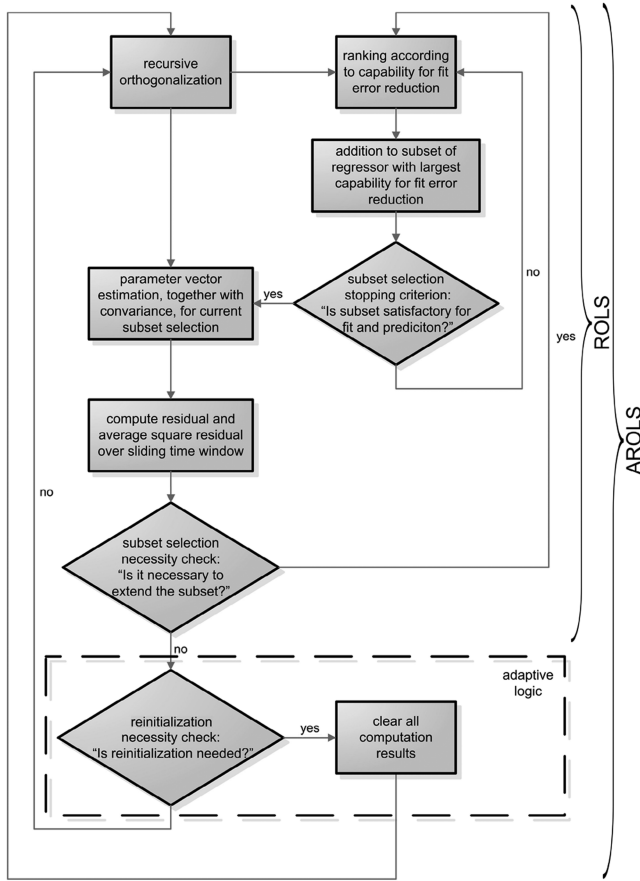 recursive
orthogonalization
ranking according
to capability for fit
error reduction
addition to subset of
regressor with largest
capability for fit error
reduction
subset selection
stopping criterion:
“Is subset satisfactory for
fit and prediciton?”
no
yes
parameter vector
estimation, together with
convariance, for current
subset selection
yes
compute residual and
average square residual
over sliding time window
no
subset selection
necessity check:
“Is it necessary to
extend the subset?”
no
adaptive
logic
reinitialization
necessity check:
“Is reinitialization needed?”
yes
clear all
computation
results
ROLS
AROLS